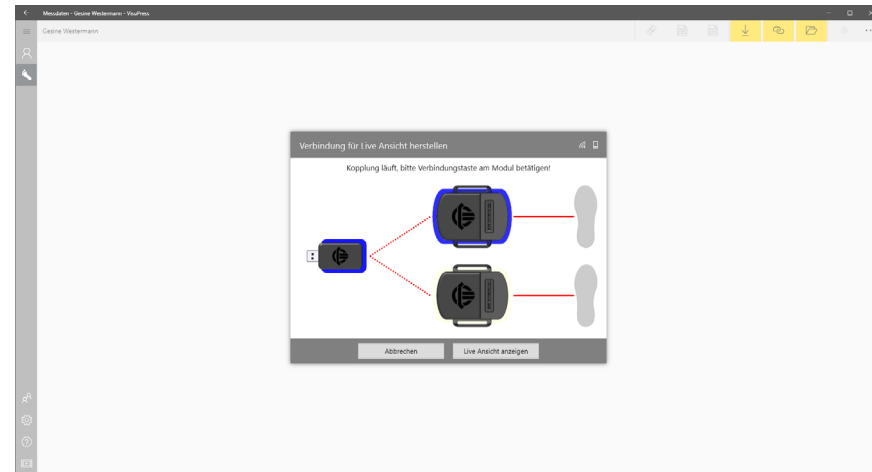 Messdaten - Gesine Westermann - VisuPress
Gesine Westermann
Verbindung für Live Ansicht herstellen
Kopplung läuft, bitte Verbindungstaste am Modul betätigen!
Abbrechen
Live Ansicht anzeigen